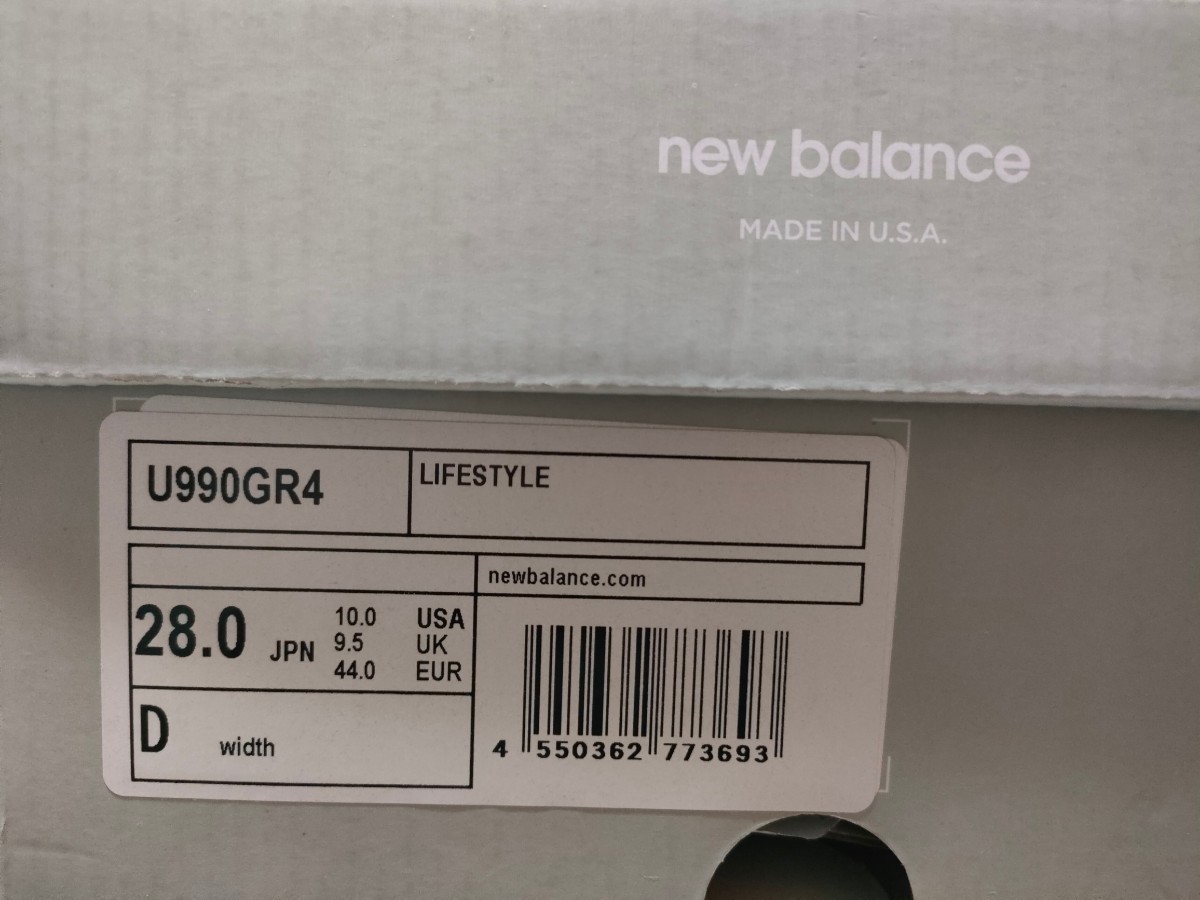 new balance
MADE IN U.S.A.
U990GR4
LIFESTYLE
newbalance.com
28.0 JPN
10.0 USA
9.5 UK
44.0 EUR
D width
4 550362 773693